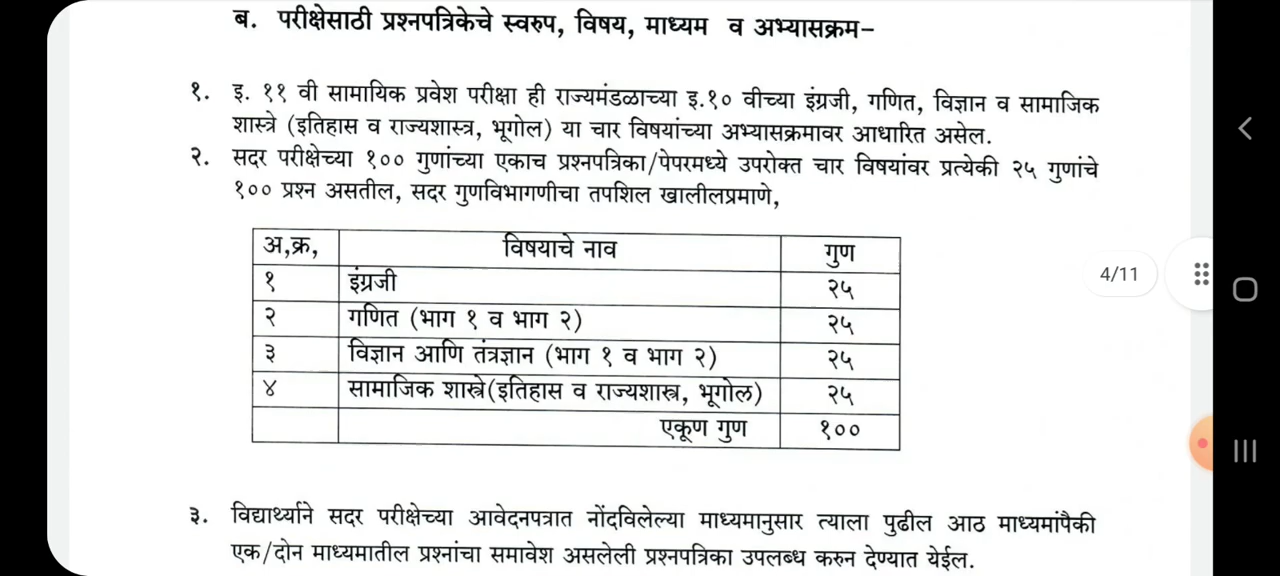 ब. परीक्षेसाठी प्रश्नपत्रिकेचे स्वरुप, विषय, माध्यम व अभ्यासक्रम-
१. इ. ११ वी सामायिक प्रवेश परीक्षा ही राज्यमंडळाच्या इ.१० वीच्या इंग्रजी, गणित, विज्ञान व सामाजिक
शास्त्रे (इतिहास व राज्यशास्त्र, भूगोल) या चार विषयांच्या अभ्यासक्रमावर आधारित असेल.
२. सदर परीक्षेच्या १०० गुणांच्या एकाच प्रश्नपत्रिका/पेपरमध्ये उपरोक्त चार विषयांवर प्रत्येकी २५ गुणांचे
१०० प्रश्न असतील, सदर गुणविभागणीचा तपशिल खालीलप्रमाणे,
अ,क्र, विषयाचे नाव गुण
१ इंग्रजी २५
२ गणित (भाग १ व भाग २) २५
३ विज्ञान आणि तंत्रज्ञान (भाग १ व भाग २) २५
४ सामाजिक शास्त्रे(इतिहास व राज्यशास्त्र, भूगोल) २५
एकूण गुण १००
4/11
३. विद्यार्थ्याने सदर परीक्षेच्या आवेदनपत्रात नोंदविलेल्या माध्यमानुसार त्याला पुढील आठ माध्यमांपैकी
एक/दोन माध्यमातील प्रश्नांचा समावेश असलेली प्रश्नपत्रिका उपलब्ध करुन देण्यात येईल.